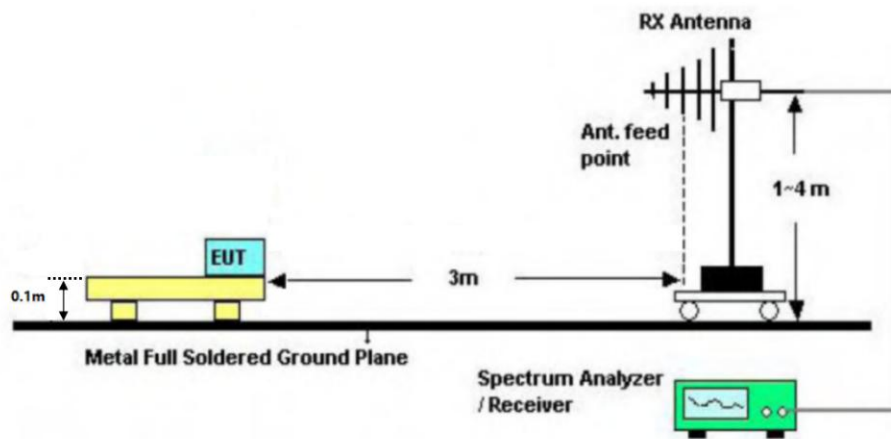 RX Antenna
Ant. feed
point
1~4 m
EUT
3m
0.1m
Metal Full Soldered Ground Plane
Spectrum Analyzer
/ Receiver